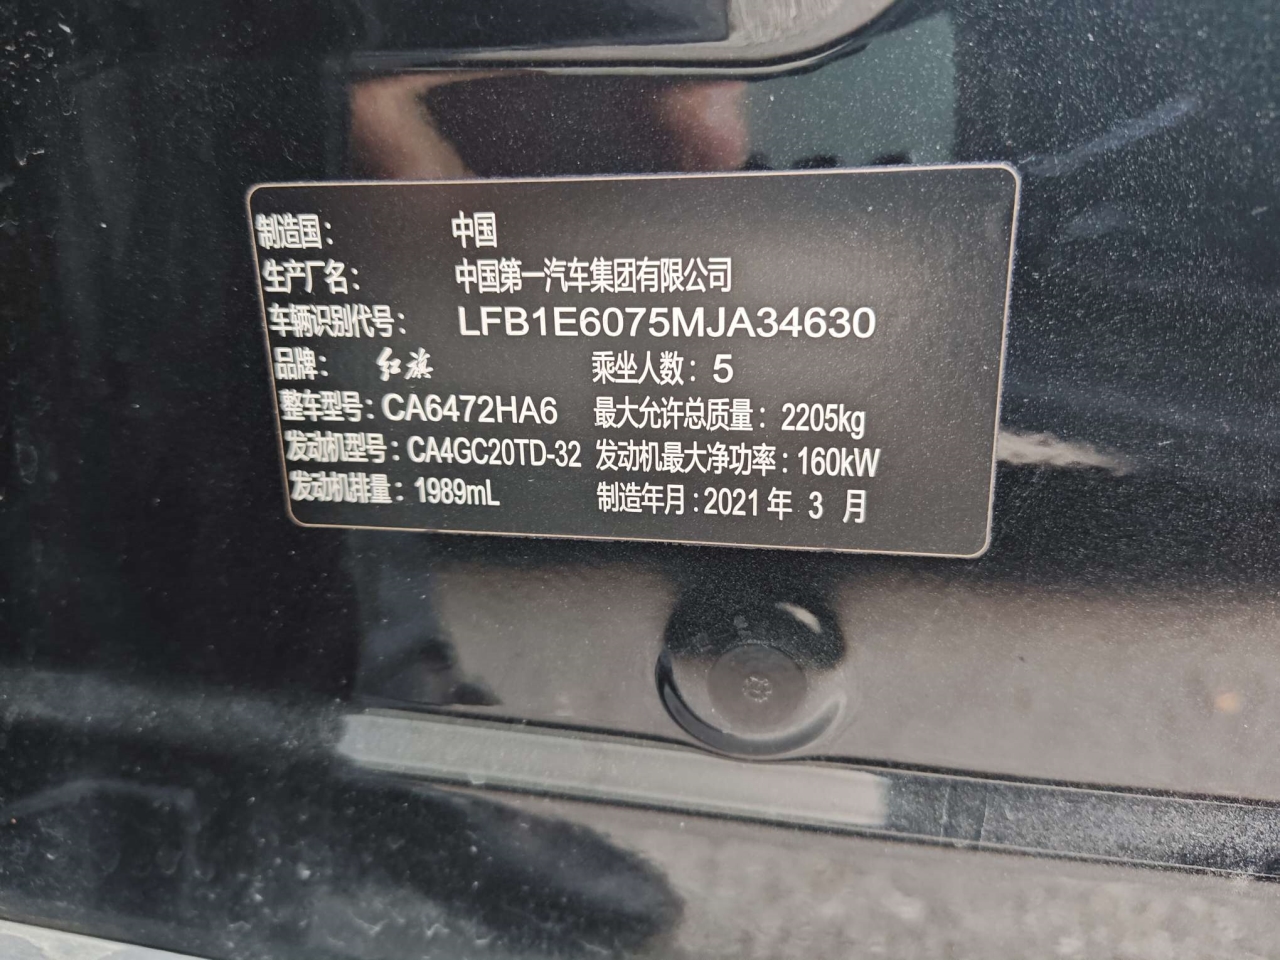 制造国： 中国
生产厂名： 中国第一汽车集团有限公司
车辆识别代号： LFB1E6075MJA34630
品牌： 红旗 乘坐人数：5
整车型号：CA6472HA6 最大允许总质量：2205kg
发动机型号：CA4GC20TD-32 发动机最大净功率：160kW
发动机排量：1989mL 制造年月：2021年 3 月